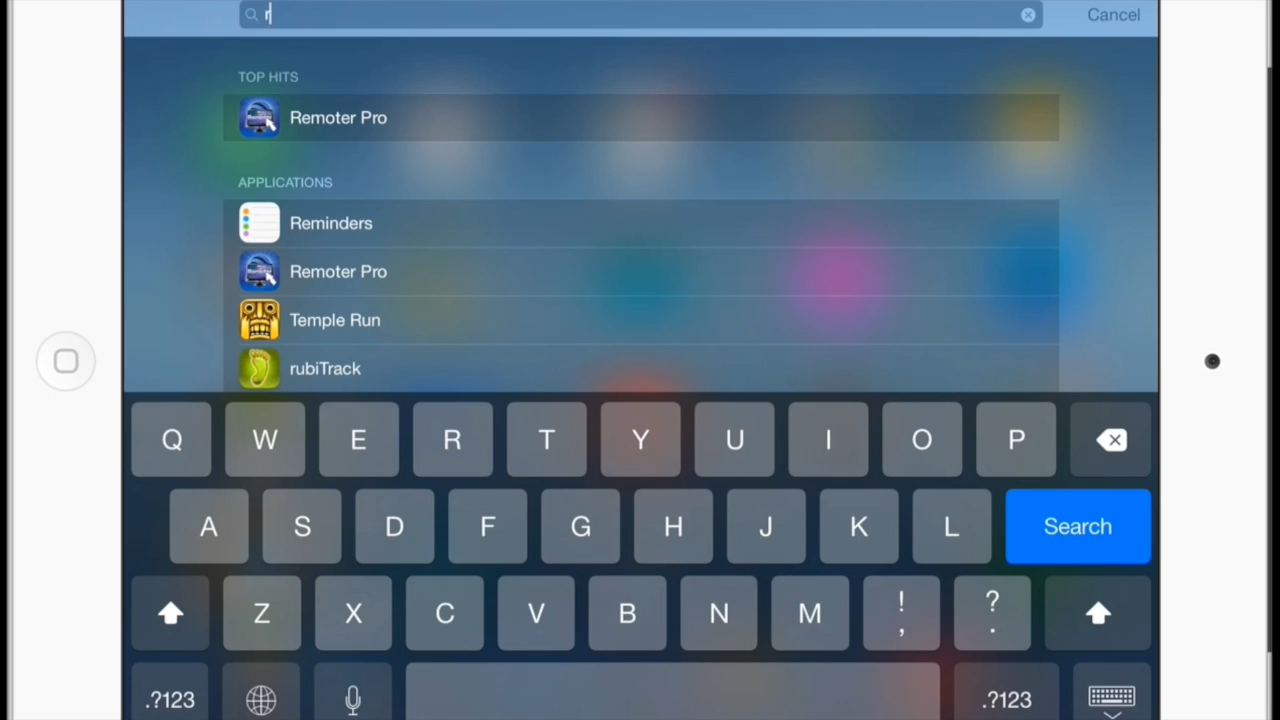 r
Cancel
TOP HITS
Remoter Pro
APPLICATIONS
Reminders
Remoter Pro
Temple Run
rubiTrack
Q W E R T Y U I O P
A S D F G H J K L Search
Z X C V B N M ! , ? .
.?123 .?123